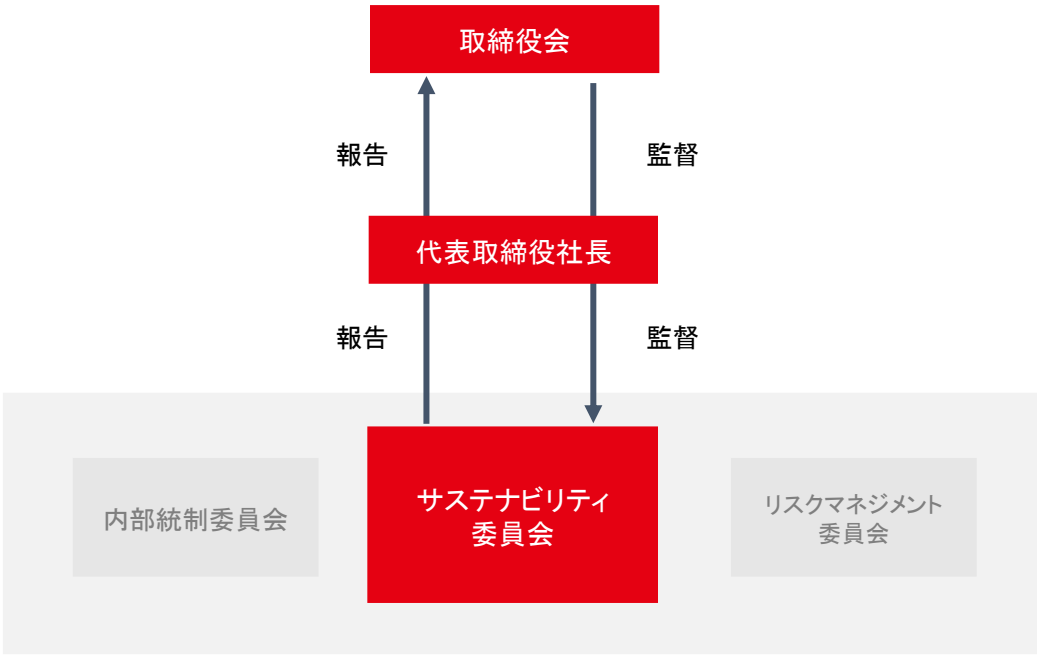 取締役会
報告
監督
代表取締役社長
報告
監督
内部統制委員会
サステナビリティ
委員会
リスクマネジメント
委員会